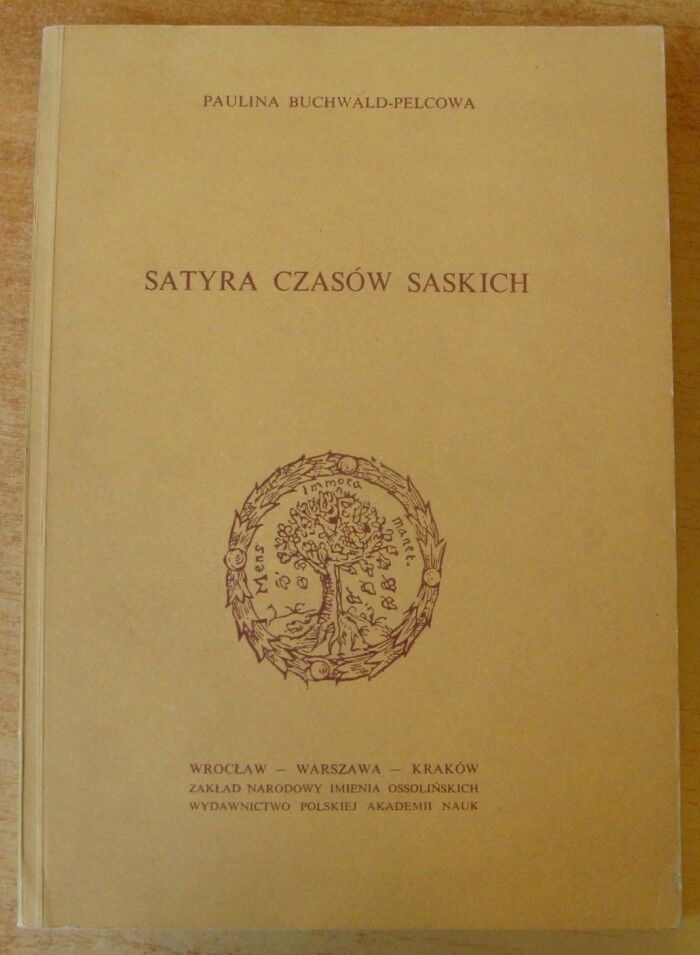 PAULINA BUCHWALD-PELCOWA
SATYRA CZASÓW SASKICH
Mens Immota manet.
WROCŁAW – WARSZAWA – KRAKÓW
ZAKŁAD NARODOWY IMIENIA OSSOLIŃSKICH
WYDAWNICTWO POLSKIEJ AKADEMII NAUK